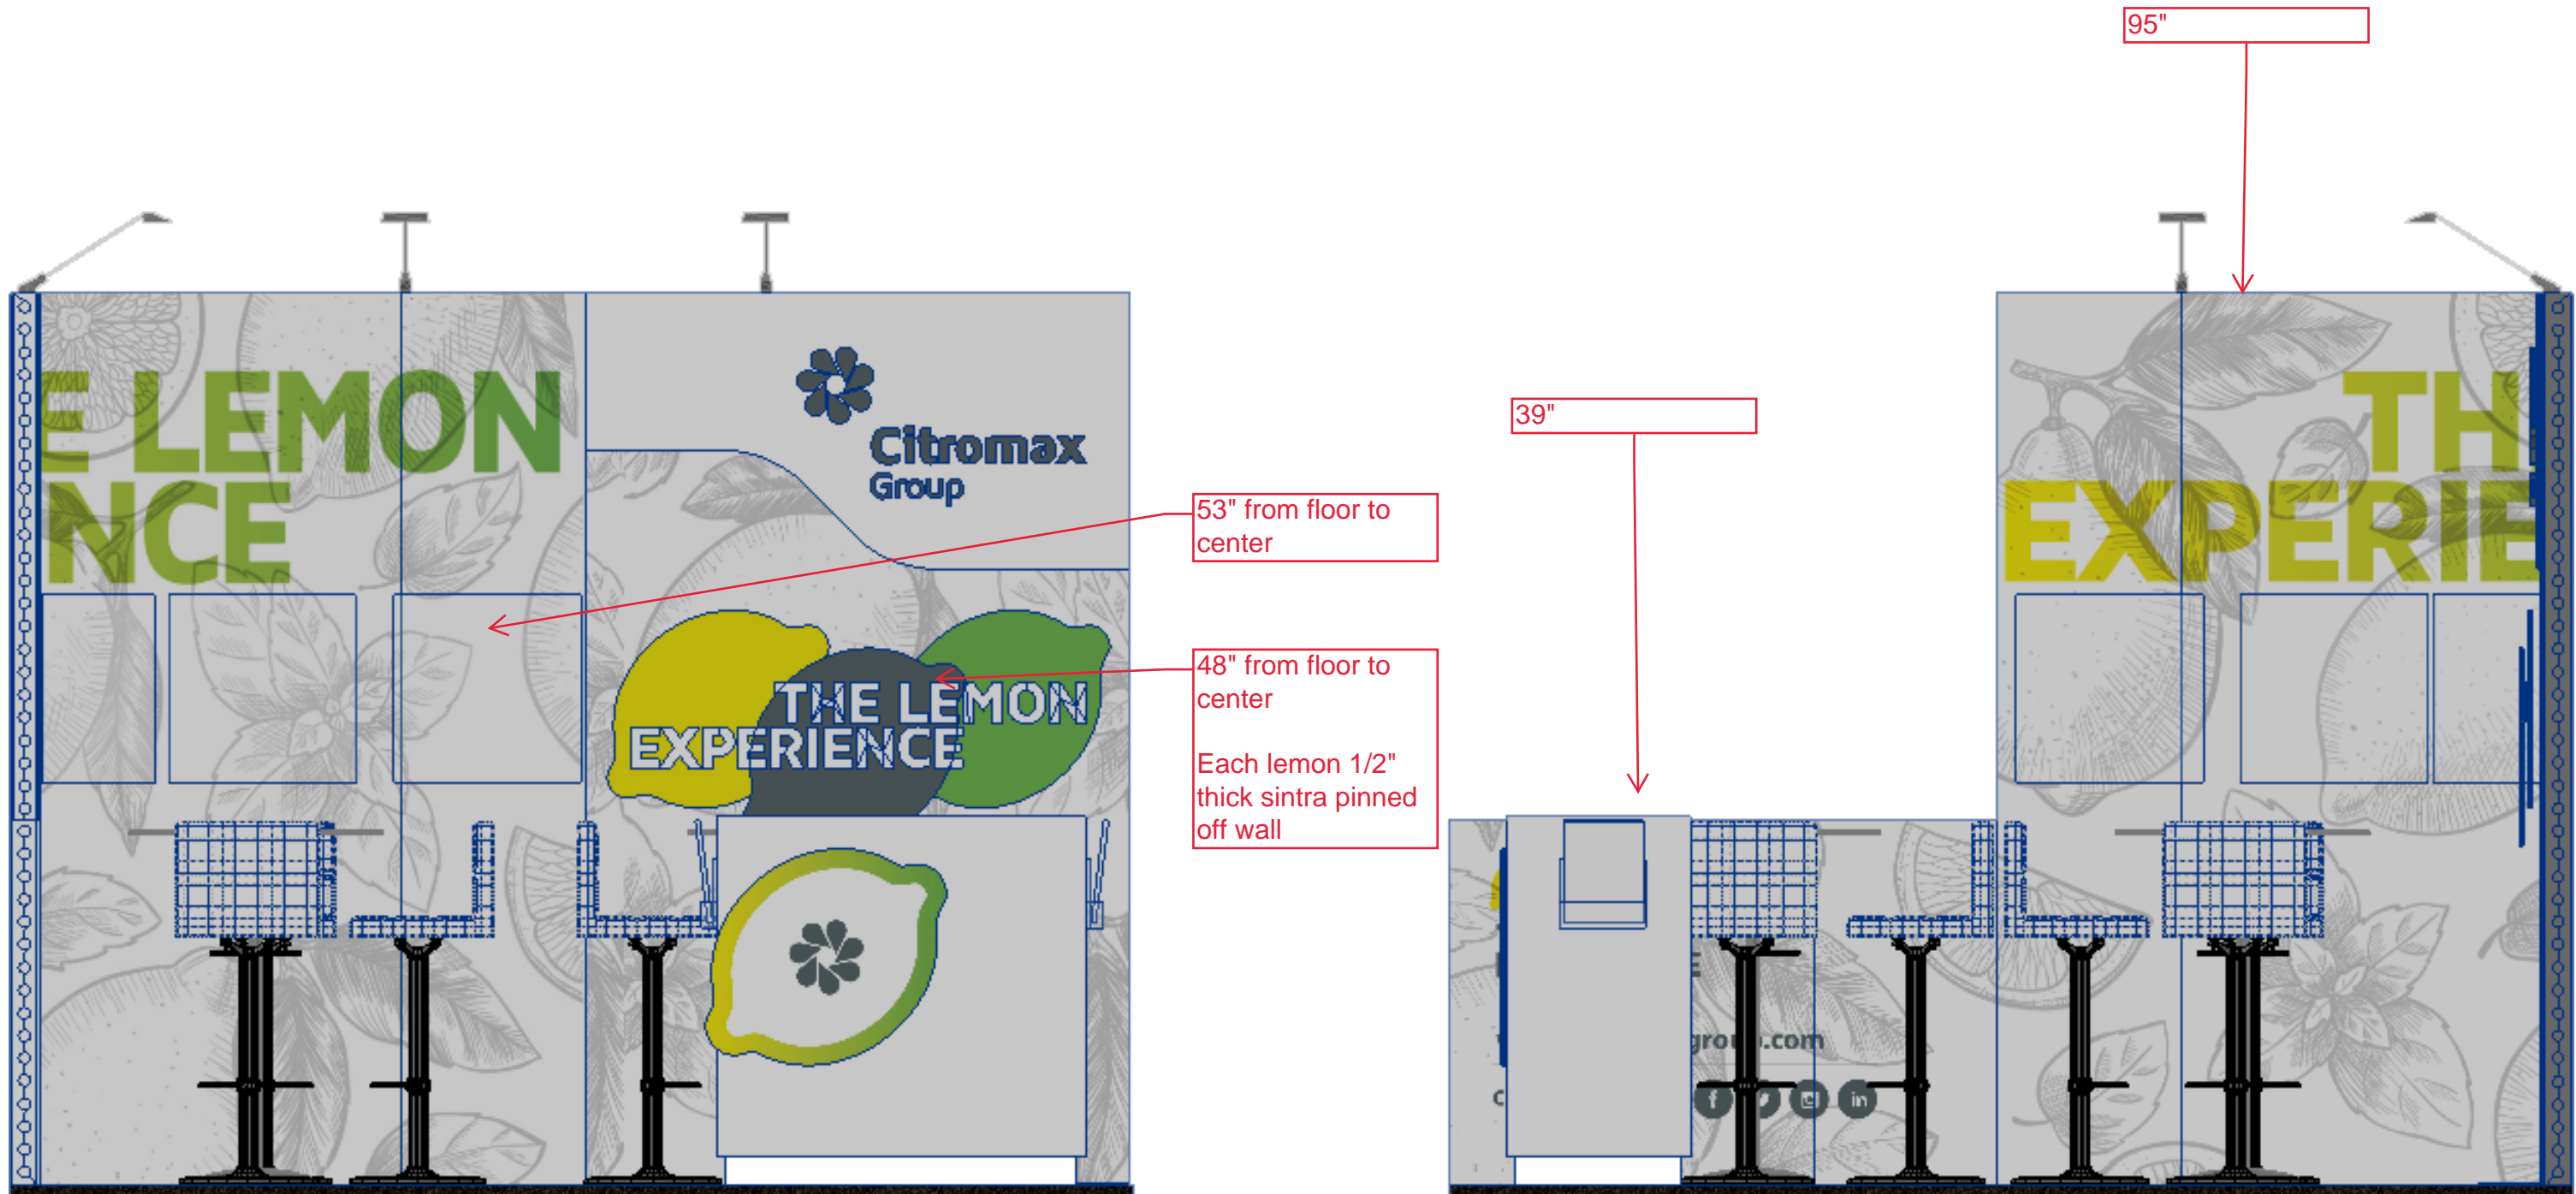 95"
39"
E LEMON
NCE
Citromax
Group
53" from floor to
center
48" from floor to
center
Each lemon 1/2"
thick sintra pinned
off wall
THE LEMON
EXPERIENCE
TH
EXPERIE
group.com